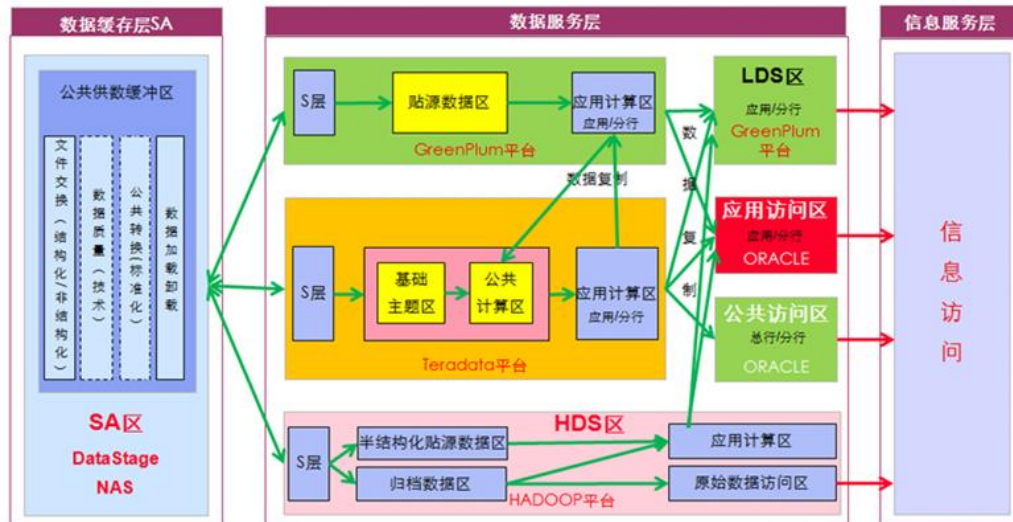 数据缓存层SA
数据服务层
信息服务层
公共供数缓冲区
文件交换（结构化/非结构化）
数据质量（技术）
公共转换(标准化)
数据加载卸载
SA区
DataStage
NAS
S层
贴源数据区
应用计算区
应用/分行
GreenPlum平台
数据复制
S层
基础
主题区
公共
计算区
应用计算区
应用/分行
Teradata平台
数据复制
LDS区
应用/分行
GreenPlum
平台
应用访问区
应用/分行
ORACLE
公共访问区
总行/分行
ORACLE
HDS区
S层
半结构化贴源数据区
应用计算区
归档数据区
原始数据访问区
HADOOP平台
信息访问